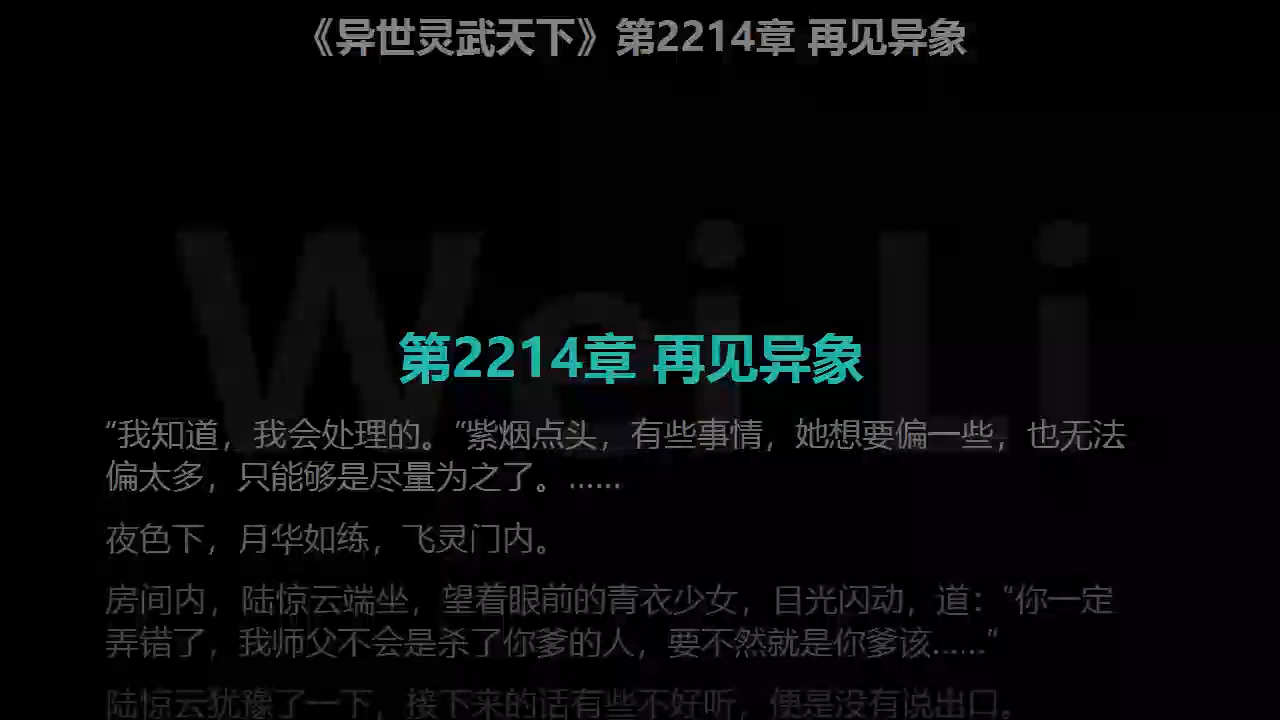 《异世灵武天下》第2214章 再见异象
Wei Li
第2214章 再见异象
“我知道，我会处理的。”紫烟点头，有些事情，她想要偏一些，也无法
偏太多，只能够是尽量为之了。……
夜色下，月华如练，飞灵门内。
房间内，陆惊云端坐，望着眼前的青衣少女，目光闪动，道：“你一定
弄错了，我师父不会是杀了你爹的人，要不然就是你爹该……”
陆惊云犹豫了一下，接下来的话有些不好听，便是没有说出口。